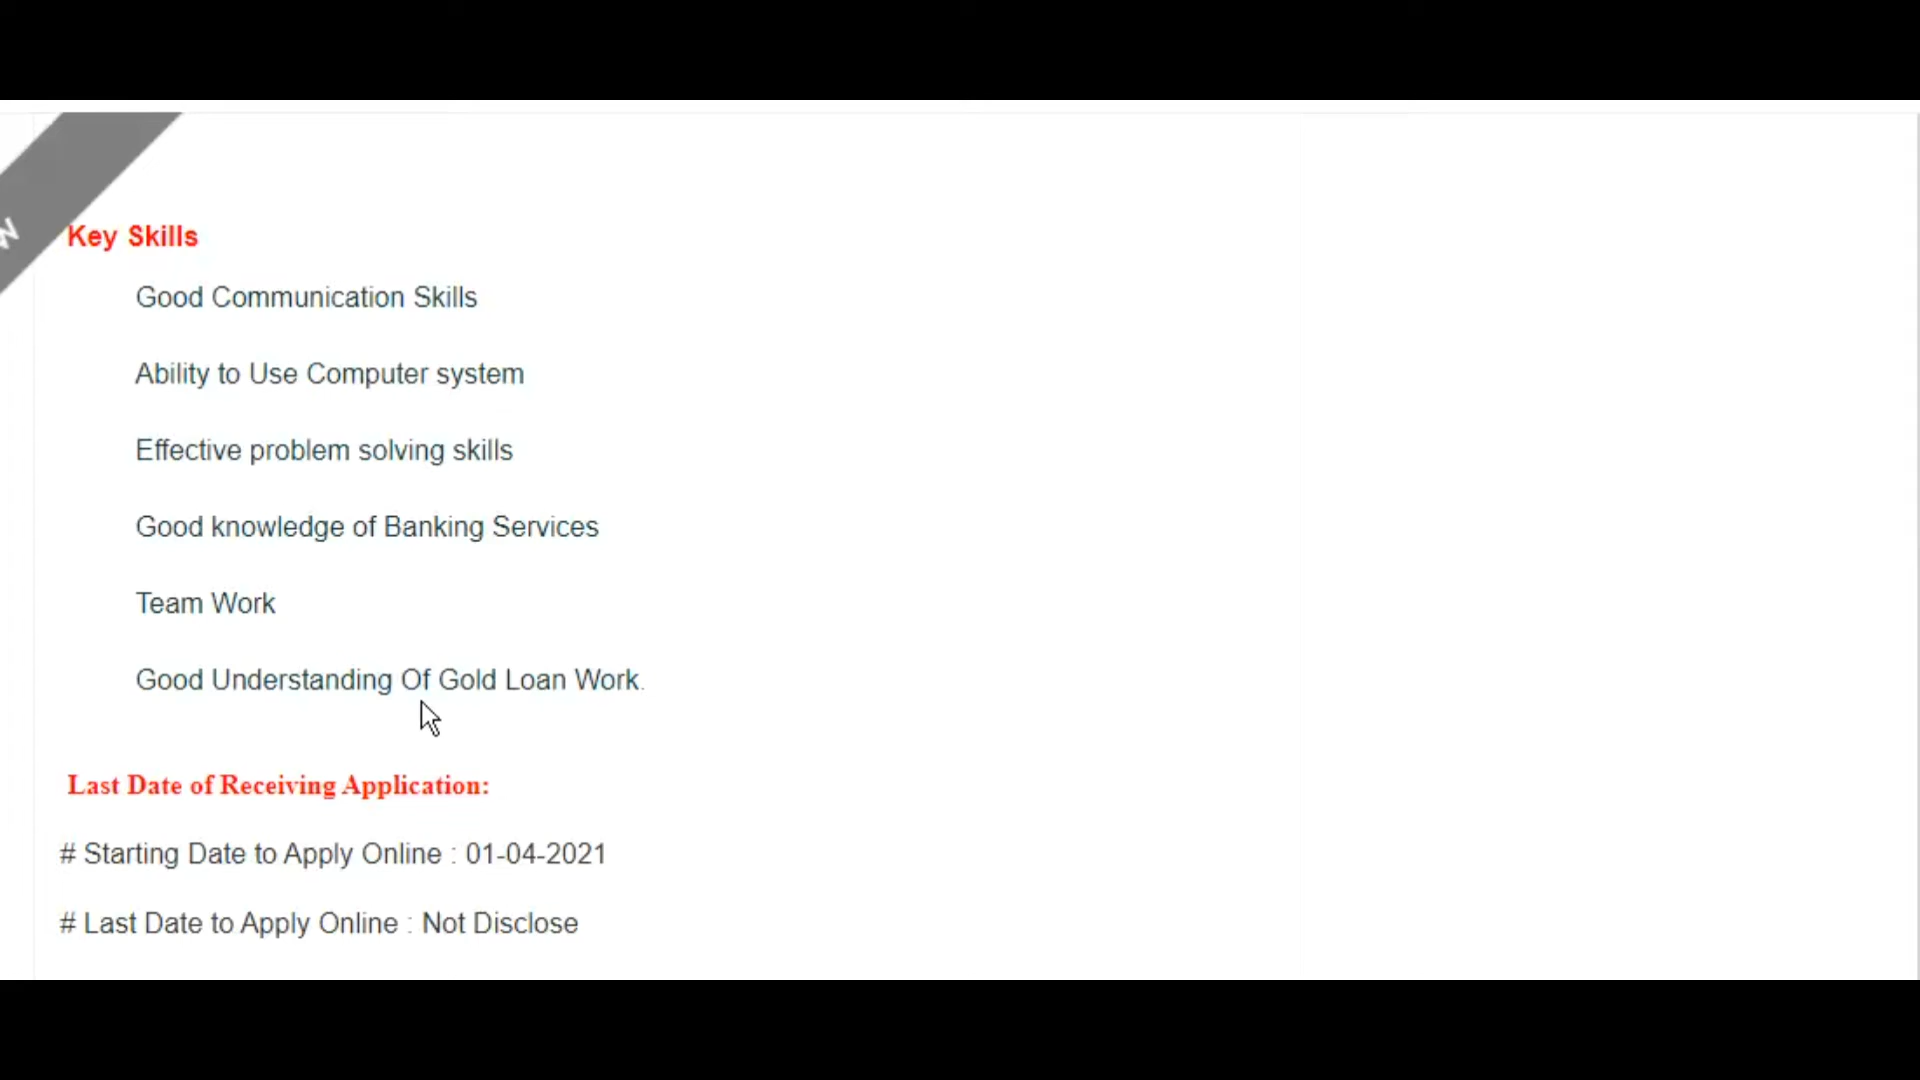 Key Skills
Good Communication Skills
Ability to Use Computer system
Effective problem solving skills
Good knowledge of Banking Services
Team Work
Good Understanding Of Gold Loan Work.
Last Date of Receiving Application:
# Starting Date to Apply Online : 01-04-2021
# Last Date to Apply Online : Not Disclose